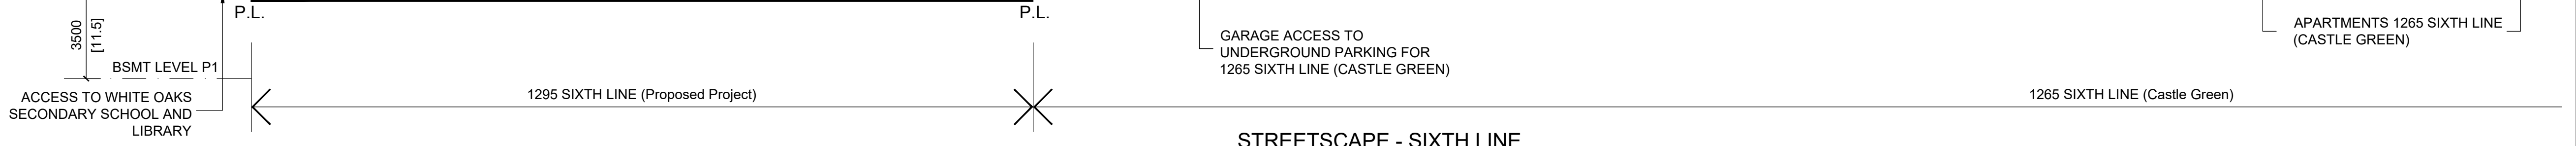 P.L.
P.L.
3500
[11.5]
GARAGE ACCESS TO
UNDERGROUND PARKING FOR
1265 SIXTH LINE (CASTLE GREEN)
APARTMENTS 1265 SIXTH LINE
(CASTLE GREEN)
BSMT LEVEL P1
ACCESS TO WHITE OAKS
SECONDARY SCHOOL AND
LIBRARY
1295 SIXTH LINE (Proposed Project)
1265 SIXTH LINE (Castle Green)
STREETSCAPE - SIXTH LINE